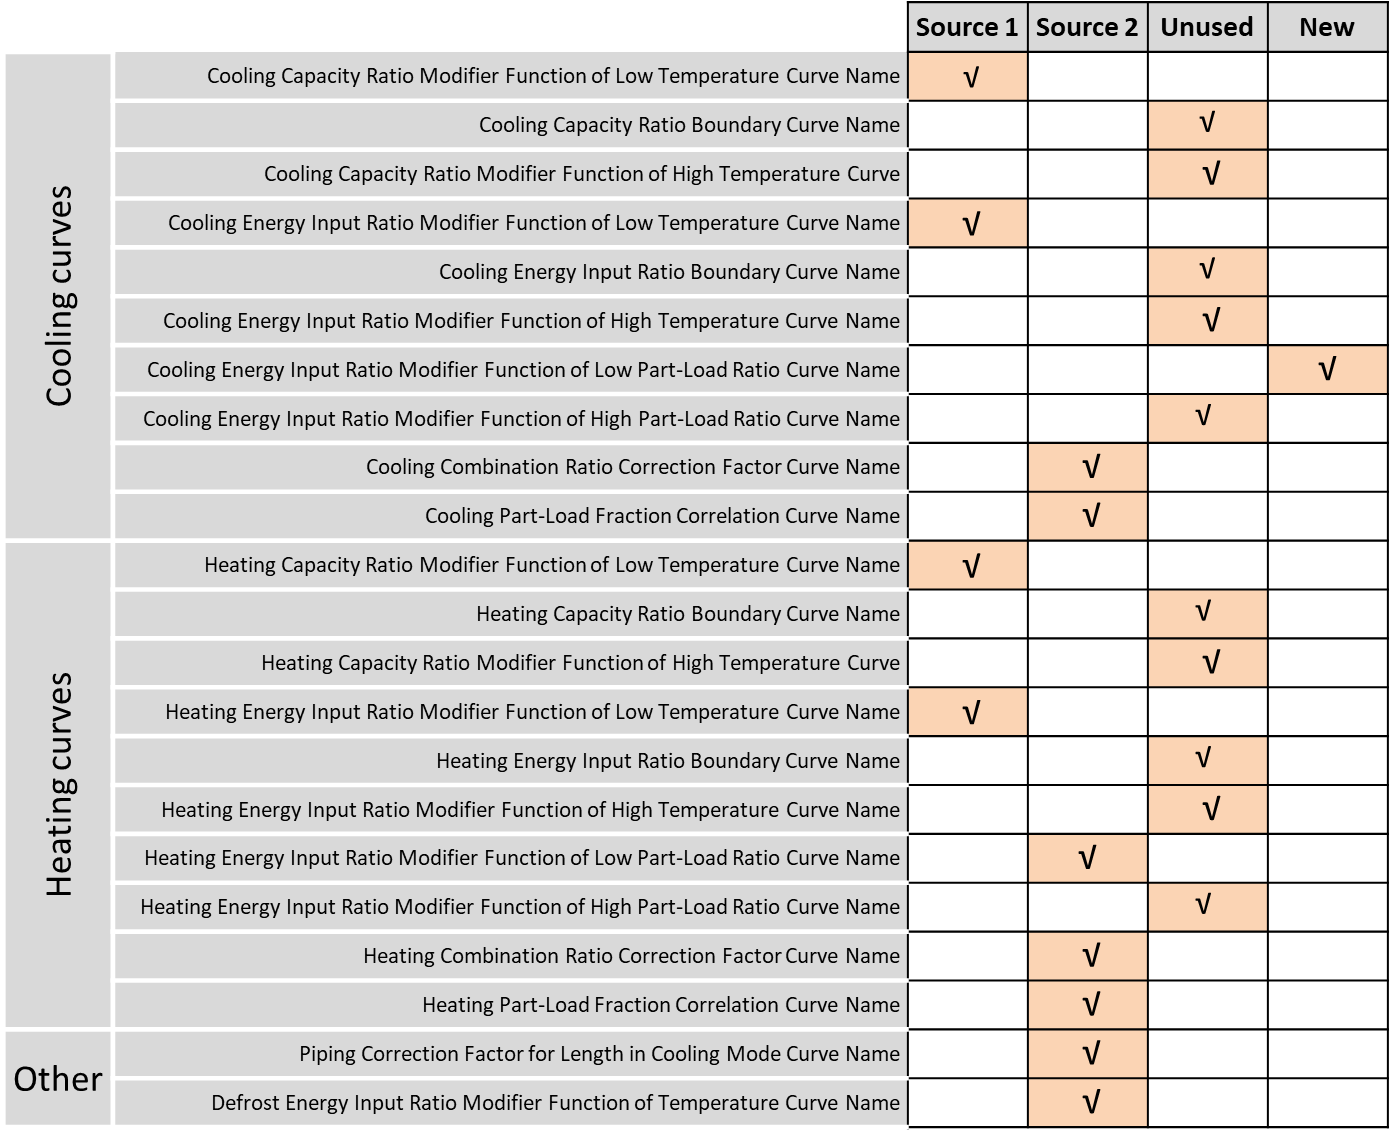 Source 1 Source 2 Unused New
Cooling curves
Cooling Capacity Ratio Modifier Function of Low Temperature Curve Name √
Cooling Capacity Ratio Boundary Curve Name √
Cooling Capacity Ratio Modifier Function of High Temperature Curve √
Cooling Energy Input Ratio Modifier Function of Low Temperature Curve Name √
Cooling Energy Input Ratio Boundary Curve Name √
Cooling Energy Input Ratio Modifier Function of High Temperature Curve Name √
Cooling Energy Input Ratio Modifier Function of Low Part-Load Ratio Curve Name √
Cooling Energy Input Ratio Modifier Function of High Part-Load Ratio Curve Name √
Cooling Combination Ratio Correction Factor Curve Name √
Cooling Part-Load Fraction Correlation Curve Name √
Heating curves
Heating Capacity Ratio Modifier Function of Low Temperature Curve Name √
Heating Capacity Ratio Boundary Curve Name √
Heating Capacity Ratio Modifier Function of High Temperature Curve √
Heating Energy Input Ratio Modifier Function of Low Temperature Curve Name √
Heating Energy Input Ratio Boundary Curve Name √
Heating Energy Input Ratio Modifier Function of High Temperature Curve Name √
Heating Energy Input Ratio Modifier Function of Low Part-Load Ratio Curve Name √
Heating Energy Input Ratio Modifier Function of High Part-Load Ratio Curve Name √
Heating Combination Ratio Correction Factor Curve Name √
Heating Part-Load Fraction Correlation Curve Name √
Other
Piping Correction Factor for Length in Cooling Mode Curve Name √
Defrost Energy Input Ratio Modifier Function of Temperature Curve Name √